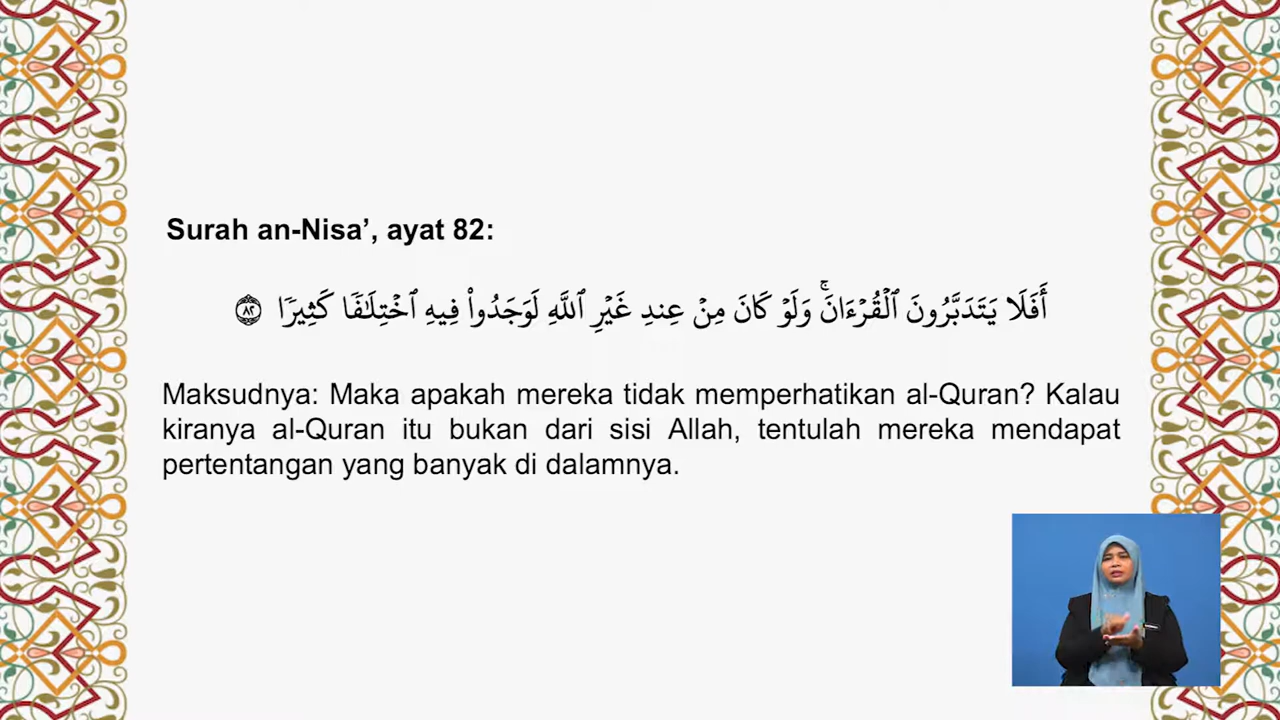 Surah an-Nisa’, ayat 82:
أَفَلَا يَتَدَبَّرُونَ ٱلْقُرْءَانَۚ وَلَوْ كَانَ مِنْ عِندِ غَيْرِ ٱللَّهِ لَوَجَدُوا۟ فِيهِ ٱخْتِلَـٰفًا كَثِيرًا ٨٢
Maksudnya: Maka apakah mereka tidak memperhatikan al-Quran? Kalau
kiranya al-Quran itu bukan dari sisi Allah, tentulah mereka mendapat
pertentangan yang banyak di dalamnya.